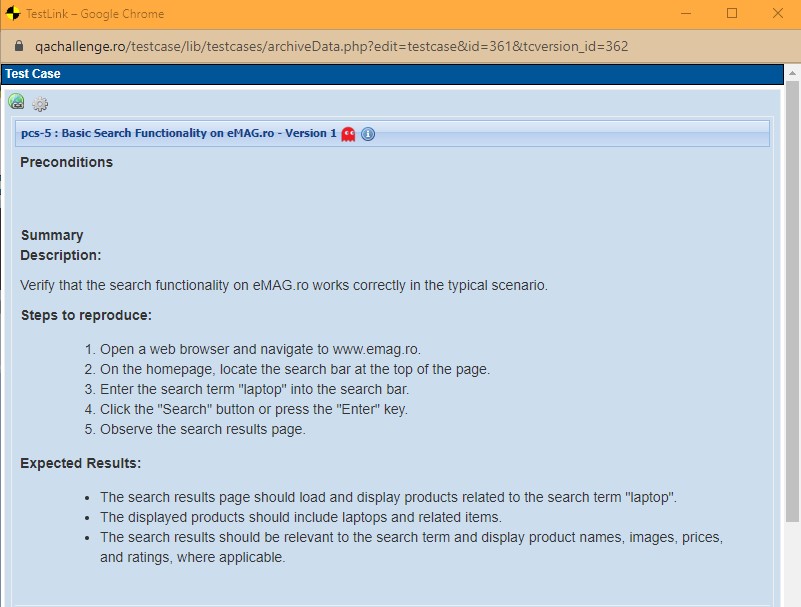 TestLink – Google Chrome
qachallenge.ro/testcase/lib/testcases/archiveData.php?edit=testcase&id=361&tcversion_id=362
Test Case
pcs-5 : Basic Search Functionality on eMAG.ro - Version 1
Preconditions
Summary
Description:
Verify that the search functionality on eMAG.ro works correctly in the typical scenario.
Steps to reproduce:
1. Open a web browser and navigate to www.emag.ro.
2. On the homepage, locate the search bar at the top of the page.
3. Enter the search term "laptop" into the search bar.
4. Click the "Search" button or press the "Enter" key.
5. Observe the search results page.
Expected Results:
• The search results page should load and display products related to the search term "laptop".
• The displayed products should include laptops and related items.
• The search results should be relevant to the search term and display product names, images, prices,
and ratings, where applicable.